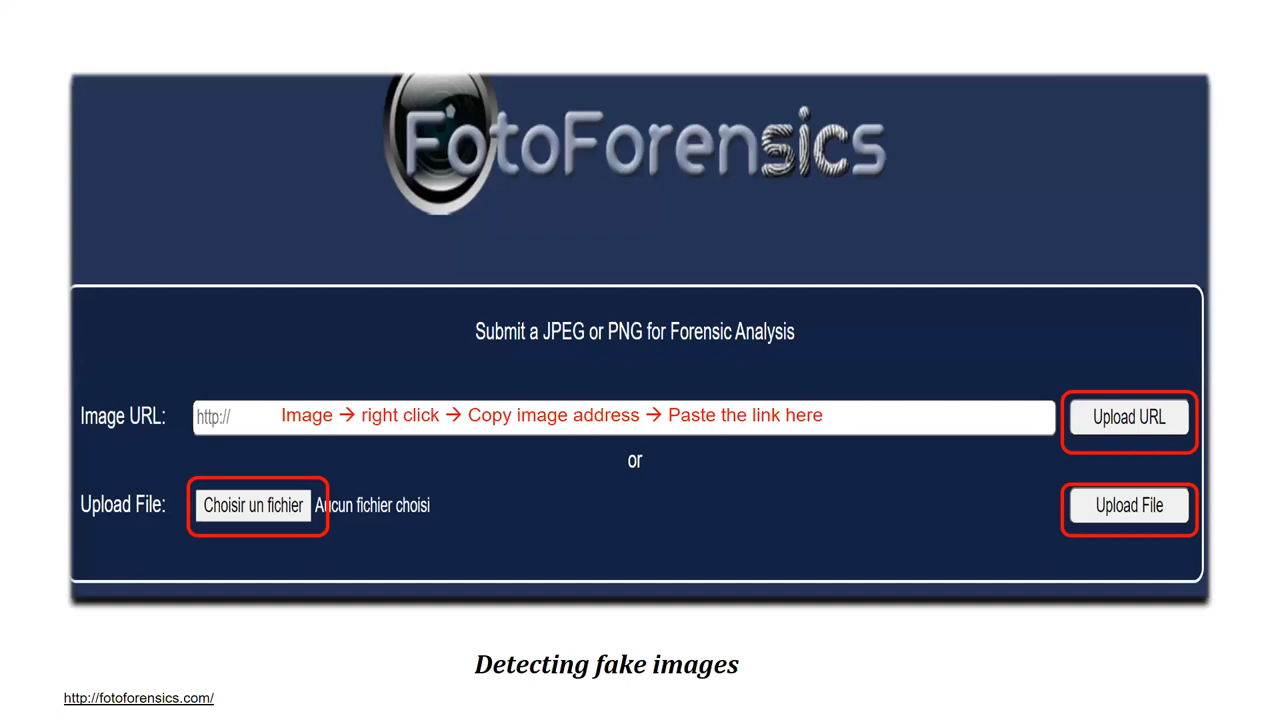 FotoForensics
Submit a JPEG or PNG for Forensic Analysis
Image URL: http:// Image → right click → Copy image address → Paste the link here Upload URL
or
Upload File: Choisir un fichier Aucun fichier choisi Upload File
Detecting fake images
http://fotoforensics.com/